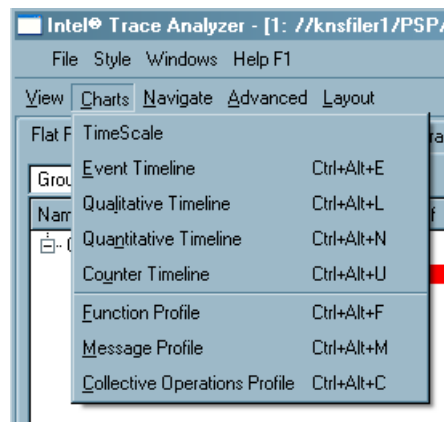 Intel® Trace Analyzer - [1: //knsfiler1/PSP/
File Style Windows Help F1
View Charts Navigate Advanced Layout
Flat
TimeScale
Event Timeline Ctrl+Alt+E
Qualitative Timeline Ctrl+Alt+L
Quantitative Timeline Ctrl+Alt+N
Counter Timeline Ctrl+Alt+U
Function Profile Ctrl+Alt+F
Message Profile Ctrl+Alt+M
Collective Operations Profile Ctrl+Alt+C